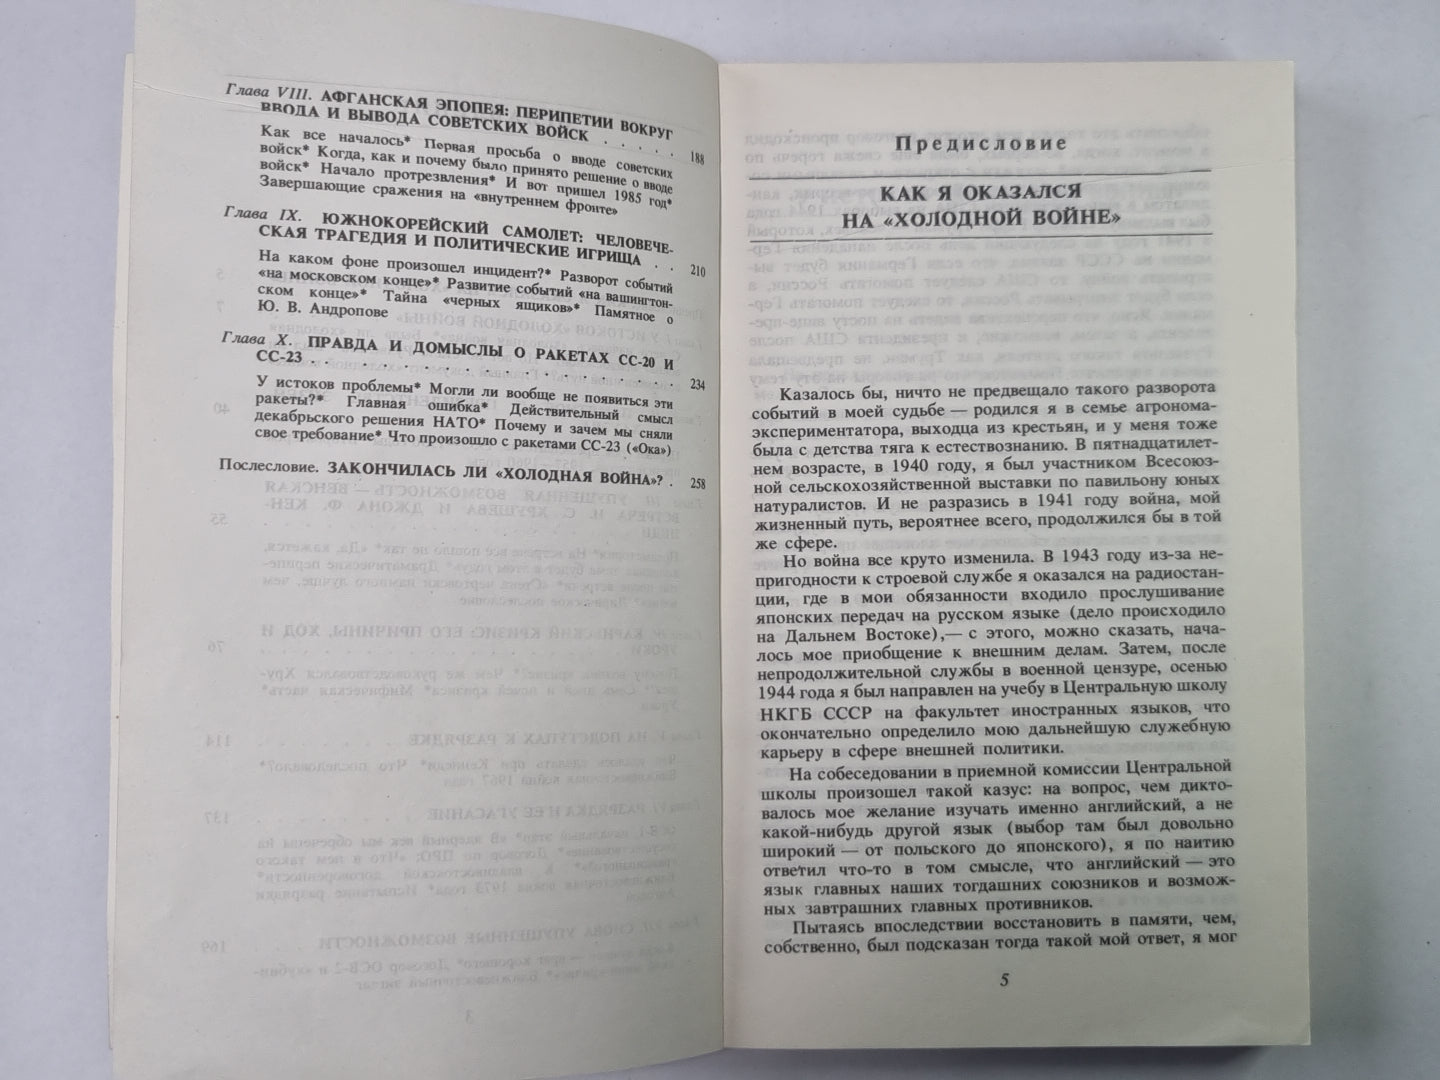 Глава VIII. АФГАНСКАЯ ЭПОПЕЯ: ПЕРИПЕТИИ ВОКРУГ
ВВОДА И ВЫВОДА СОВЕТСКИХ ВОЙСК . . . . . 188
Как все началось* Первая просьба о вводе советских
войск* Когда, как и почему было принято решение о вводе
войск* Начало протрезвления* И вот пришел 1985 год*
Завершающие сражения на «внутреннем фронте»
Глава IX. ЮЖНОКОРЕЙСКИЙ САМОЛЕТ: ЧЕЛОВЕЧЕ-
СКАЯ ТРАГЕДИЯ И ПОЛИТИЧЕСКИЕ ИГРИЩА . . 210
На каком фоне произошел инцидент?* Разворот событий
«на московском конце»* Развитие событий «на вашингтон-
ском конце»* Тайна «черных ящиков»* Памятное о
Ю. В. Андропове
Глава X. ПРАВДА И ДОМЫСЛЫ О РАКЕТАХ СС-20 И
СС-23 . . . . . . . . . . . . . . . . . . . 234
У истоков проблемы* Могли ли вообще не появиться эти
ракеты?* Главная ошибка* Действительный смысл
декабрьского решения НАТО* Почему и зачем мы сняли
свое требование* Что произошло с ракетами СС-23 («Ока»)
Послесловие. ЗАКОНЧИЛАСЬ ЛИ «ХОЛОДНАЯ ВОЙНА»? . 258
Предисловие
КАК Я ОКАЗАЛСЯ
НА «ХОЛОДНОЙ ВОЙНЕ»
Казалось бы, ничто не предвещало такого разворота
событий в моей судьбе — родился я в семье агронома-
экспериментатора, выходца из крестьян, и у меня тоже
была с детства тяга к естествознанию. В пятнадцатилет-
нем возрасте, в 1940 году, я был участником Всесоюз-
ной сельскохозяйственной выставки по павильону юных
натуралистов. И не разразись в 1941 году война, мой
жизненный путь, вероятнее всего, продолжился бы в той
же сфере.
Но война все круто изменила. В 1943 году из-за не-
пригодности к строевой службе я оказался на радиостан-
ции, где в мои обязанности входило прослушивание
японских передач на русском языке (дело происходило
на Дальнем Востоке),— с этого, можно сказать, нача-
лось мое приобщение к внешним делам. Затем, после
непродолжительной службы в военной цензуре, осенью
1944 года я был направлен на учебу в Центральную школу
НКГБ СССР на факультет иностранных языков, что
окончательно определило мою дальнейшую служебную
карьеру в сфере внешней политики.
На собеседовании в приемной комиссии Центральной
школы произошел такой казус: на вопрос, чем дикто-
валось мое желание изучать именно английский, а не
какой-нибудь другой язык (выбор там был довольно
широкий — от польского до японского), я по наитию
ответил что-то в том смысле, что английский — это
язык главных наших тогдашних союзников и возмож-
ных завтрашних главных противников.
Пытаясь впоследствии восстановить в памяти, чем,
собственно, был подсказан тогда такой мой ответ, я мог
5